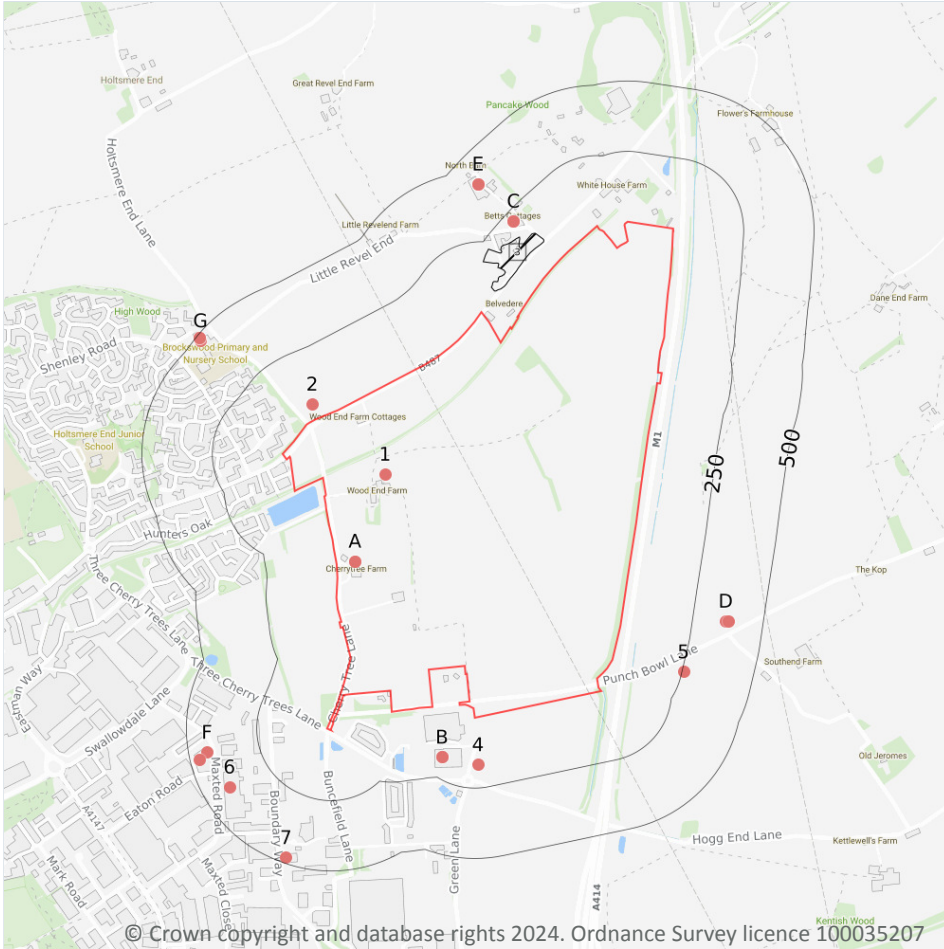 Holtsmere End
Great Revel End Farm
Pancake Wood
Flower's Farmhouse
Holtsmere End Lane
E
C
White House Farm
Betts Cottages
Little Revelend Farm
Little Revel End
3
Belvedere
Dane End Farm
High Wood
G
Shenley Road
Brockswood Primary and
Nursery School
B487
2
Wood End Farm Cottages
Holtsmere End Junior
School
M1
250
500
1
Wood End Farm
Hunters Oak
A
Cherrytree Farm
The Kop
Three Cherry Trees Lane
D
Cherry Tree Lane
5
Punch Bowl Lane
Southend Farm
Eastman Way
Three Cherry Trees Lane
Swallowdale Lane
B
4
F
6
Old Jeromes
Maxted Road
Eaton Road
Boundary Way
Buncefield Lane
A4147
7
Green Lane
Hogg End Lane
Kettlewell's Farm
Mark Road
Maxted Close
A414
Kentish Wood
© Crown copyright and database rights 2024. Ordnance Survey licence 100035207